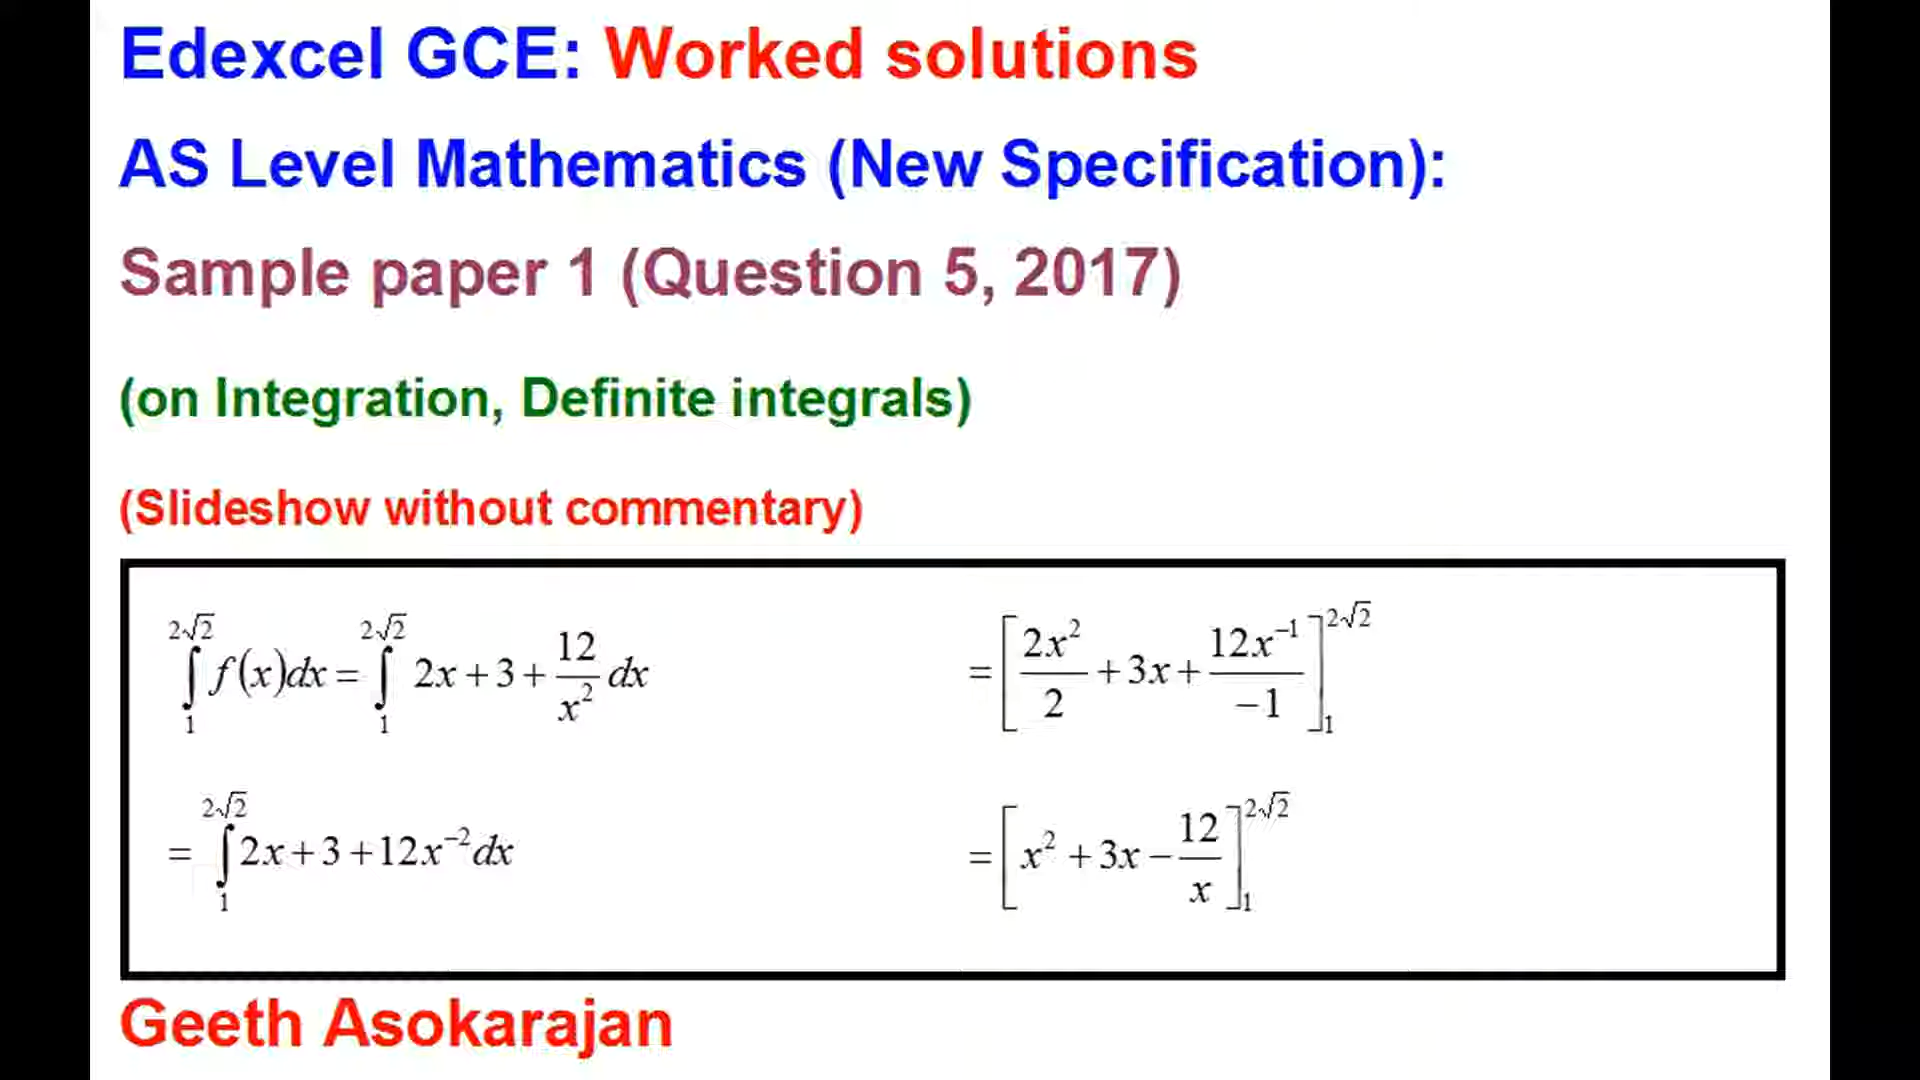 Edexcel GCE: Worked solutions
AS Level Mathematics (New Specification):
Sample paper 1 (Question 5, 2017)
(on Integration, Definite integrals)
(Slideshow without commentary)
∫₁^{2√2} f(x)dx = ∫₁^{2√2} 2x + 3 + 12/x² dx
= ∫₁^{2√2} 2x + 3 + 12x⁻² dx
= [2x²/2 + 3x + 12x⁻¹/−1]₁^{2√2}
= [x² + 3x − 12/x]₁^{2√2}
Geeth Asokarajan